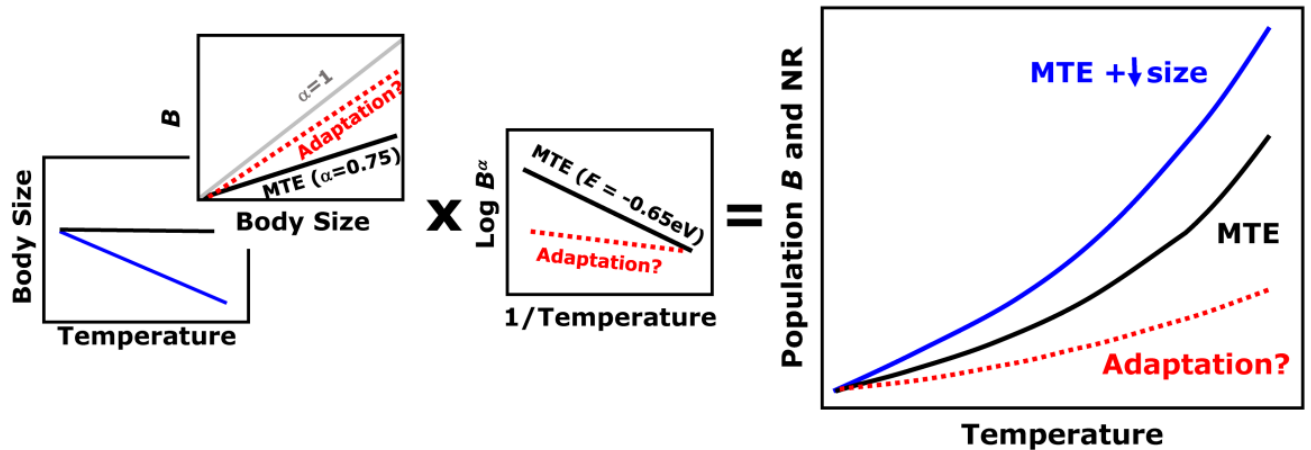 Body Size
Temperature
B
α=1
Adaptation?
MTE (α=0.75)
Body Size
x
Log Bα
MTE (E = -0.65eV)
Adaptation?
1/Temperature
=
Population B and NR
MTE +↓size
MTE
Adaptation?
Temperature